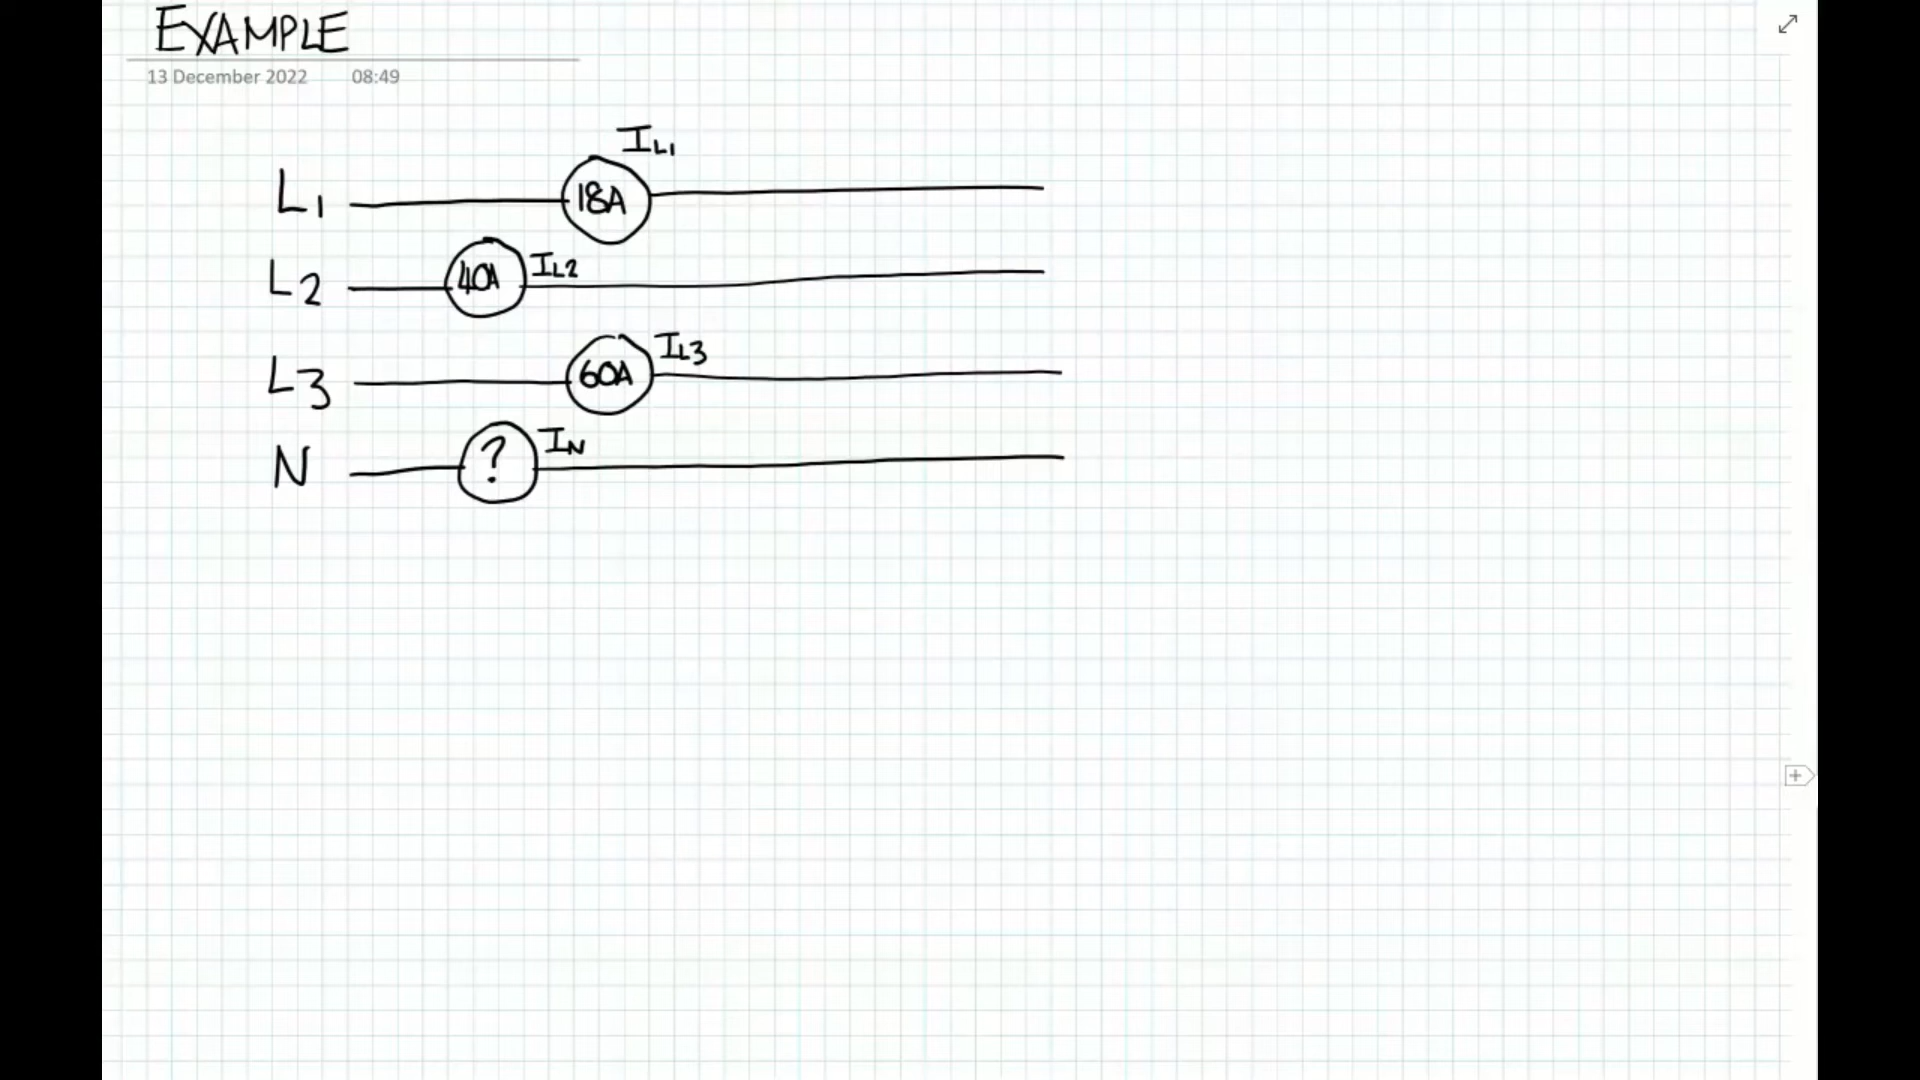 EXAMPLE
13 December 2022 08:49
IL1
L1 18A
L2 40A IL2
L3 60A IL3
N ? IN